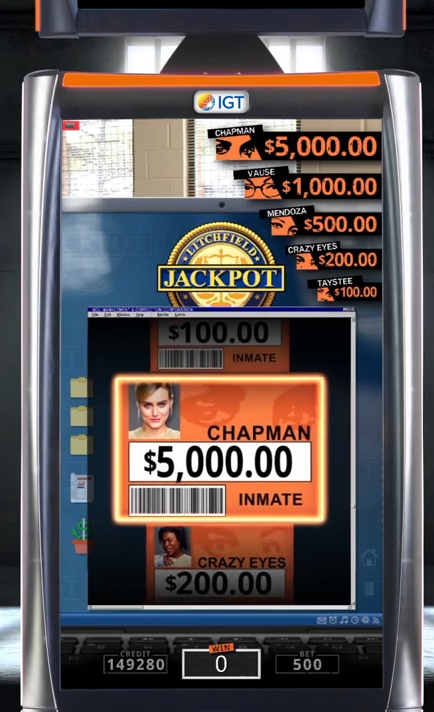 IGT
CHAPMAN
$5,000.00
VAUSE
$1,000.00
MENDOZA
$500.00
CRAZY EYES
$200.00
TAYSTEE
$100.00
LITCHFIELD
JACKPOT
$100.00
INMATE
CHAPMAN
$5,000.00
INMATE
CRAZY EYES
$200.00
CREDIT
149280
WIN
0
BET
500